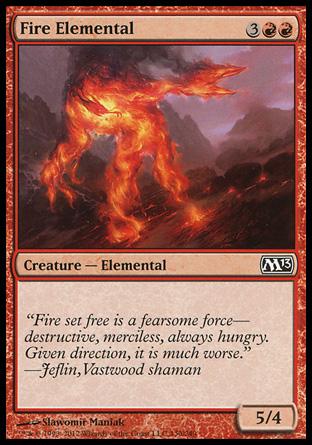 Fire Elemental 3
Creature — Elemental M13
“Fire set free is a fearsome force—
destructive, merciless, always hungry.
Given direction, it is much worse.”
—Jeflin, Vastwood shaman
Slawomir Maniak
5/4